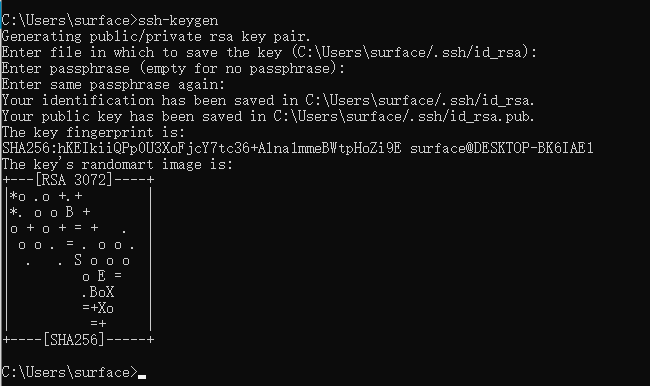 C:\Users\surface>ssh-keygen
Generating public/private rsa key pair.
Enter file in which to save the key (C:\Users\surface/.ssh/id_rsa):
Enter passphrase (empty for no passphrase):
Enter same passphrase again:
Your identification has been saved in C:\Users\surface/.ssh/id_rsa.
Your public key has been saved in C:\Users\surface/.ssh/id_rsa.pub.
The key fingerprint is:
SHA256:hKEIkiiQPp0U3XoFjcY7tc36+A1na1mmeBWtpHoZi9E surface@DESKTOP-BK6IAE1
The key's randomart image is:
+---[RSA 3072]----+
|*o .o +.+        |
|*. o o B +       |
|o + o + = +   .  |
| o o . = . o o . |
|  .   . S o o o  |
|         o E =   |
|         .BoX    |
|         =+Xo    |
|          =+     |
+----[SHA256]-----+
C:\Users\surface>